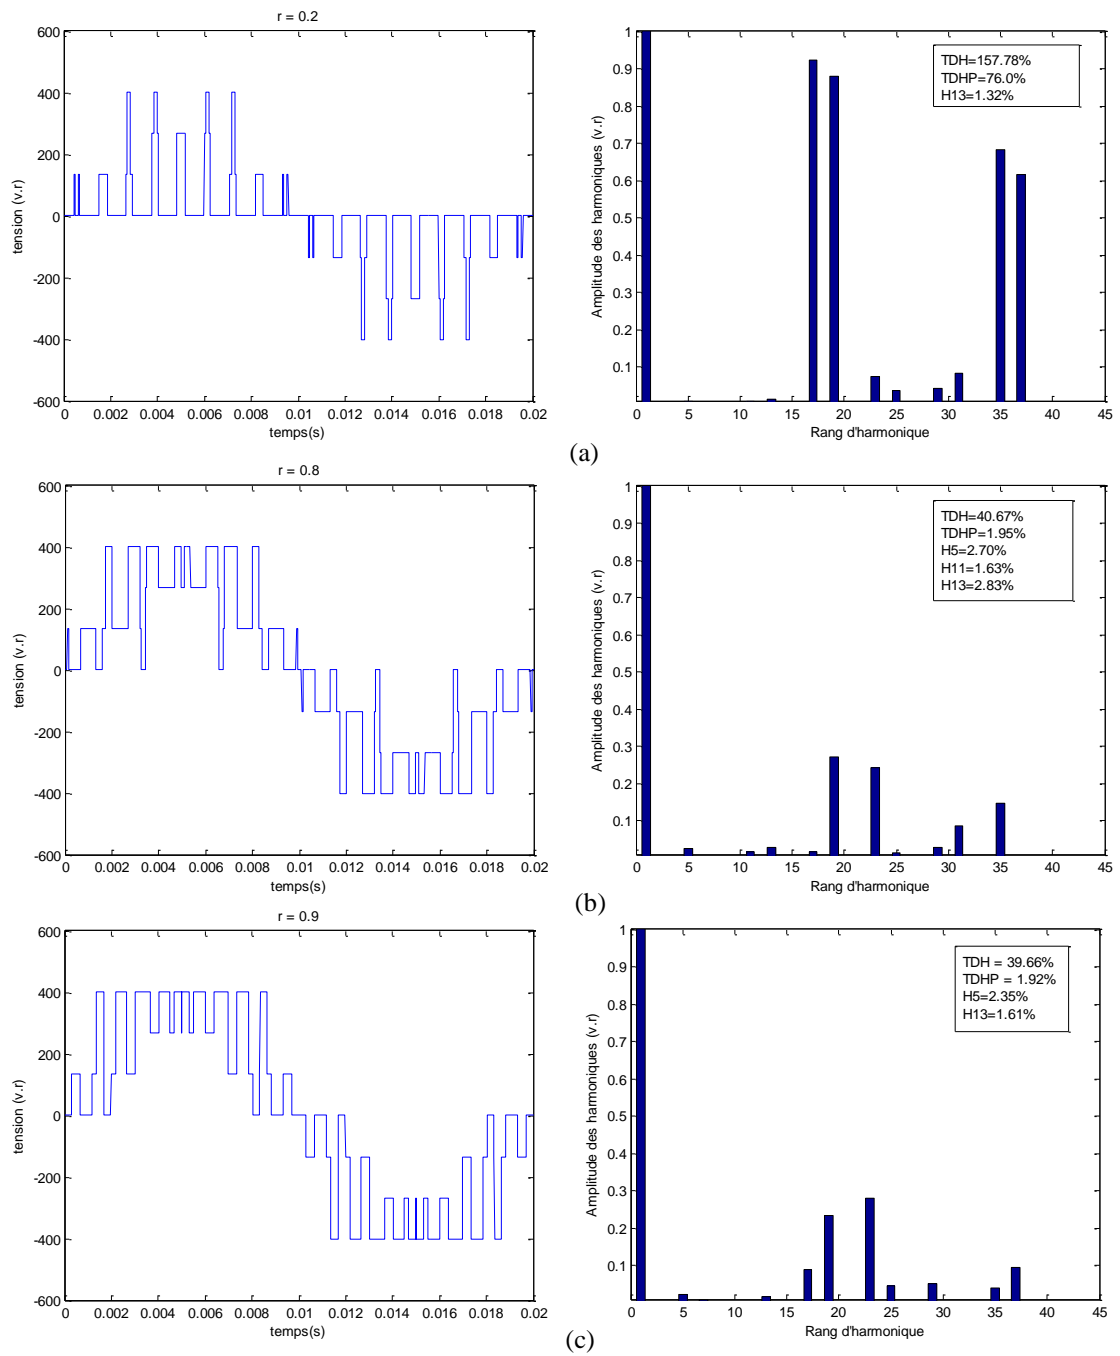 r = 0.2
600
400
200
0
-200
-400
-600
tension (v.r)
0 0.002 0.004 0.006 0.008 0.01 0.012 0.014 0.016 0.018 0.02
temps(s)
1
0.9
0.8
0.7
0.6
0.5
0.4
0.3
0.2
0.1
Amplitude des harmoniques (v.r)
TDH=157.78%
TDHP=76.0%
H13=1.32%
0 5 10 15 20 25 30 35 40 45
Rang d'harmonique
(a)
r = 0.8
600
400
200
0
-200
-400
-600
tension (v.r)
0 0.002 0.004 0.006 0.008 0.01 0.012 0.014 0.016 0.018 0.02
temps(s)
1
0.9
0.8
0.7
0.6
0.5
0.4
0.3
0.2
0.1
Amplitude des harmoniques (v.r)
TDH=40.67%
TDHP=1.95%
H5=2.70%
H11=1.63%
H13=2.83%
0 5 10 15 20 25 30 35 40 45
Rang d'harmonique
(b)
r = 0.9
600
400
200
0
-200
-400
-600
tension (v.r)
0 0.002 0.004 0.006 0.008 0.01 0.012 0.014 0.016 0.018 0.02
temps(s)
1
0.9
0.8
0.7
0.6
0.5
0.4
0.3
0.2
0.1
Amplitude des harmoniques (v.r)
TDH = 39.66%
TDHP = 1.92%
H5=2.35%
H13=1.61%
0 5 10 15 20 25 30 35 40 45
Rang d'harmonique
(c)